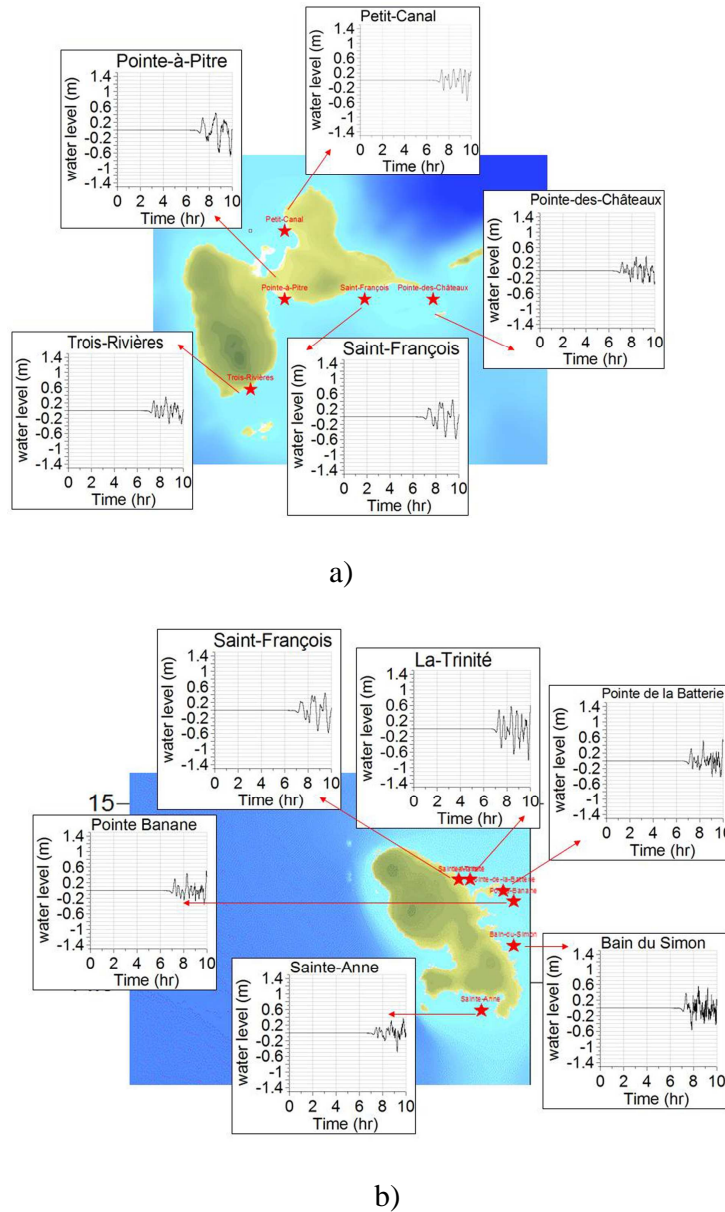 Petit-Canal
water level (m)
1.4
1
0.6
0.2
-0.2
-0.6
-1
-1.4
0 2 4 6 8 10
Time (hr)
Pointe-à-Pitre
water level (m)
1.4
1
0.6
0.2
-0.2
-0.6
-1
-1.4
0 2 4 6 8 10
Time (hr)
Pointe-des-Châteaux
water level (m)
1.4
1
0.6
0.2
-0.2
-0.6
-1
-1.4
0 2 4 6 8 10
Time (hr)
Petit-Canal
Pointe-à-Pitre
Saint-François
Pointe-des-Châteaux
Trois-Rivières
Trois-Rivières
water level (m)
1.4
1
0.6
0.2
-0.2
-0.6
-1
-1.4
0 2 4 6 8 10
Time (hr)
Saint-François
water level (m)
1.4
1
0.6
0.2
-0.2
-0.6
-1
-1.4
0 2 4 6 8 10
Time (hr)
a)
Saint-François
water level (m)
1.4
1
0.6
0.2
-0.2
-0.6
-1
-1.4
0 2 4 6 8 10
Time (hr)
La-Trinité
water level (m)
1.4
1
0.6
0.2
-0.2
-0.6
-1
-1.4
0 2 4 6 8 10
Time (hr)
Pointe de la Batterie
water level (m)
1.4
1
0.6
0.2
-0.2
-0.6
-1
-1.4
0 2 4 6 8 10
Time (hr)
15
Pointe Banane
water level (m)
1.4
1
0.6
0.2
-0.2
-0.6
-1
-1.4
0 2 4 6 8 10
Time (hr)
Bain-du-Simon
Sainte-Anne
Sainte-Anne
water level (m)
1.4
1
0.6
0.2
-0.2
-0.6
-1
-1.4
0 2 4 6 8 10
Time (hr)
Bain du Simon
water level (m)
1.4
1
0.6
0.2
-0.2
-0.6
-1
-1.4
0 2 4 6 8 10
Time (hr)
b)